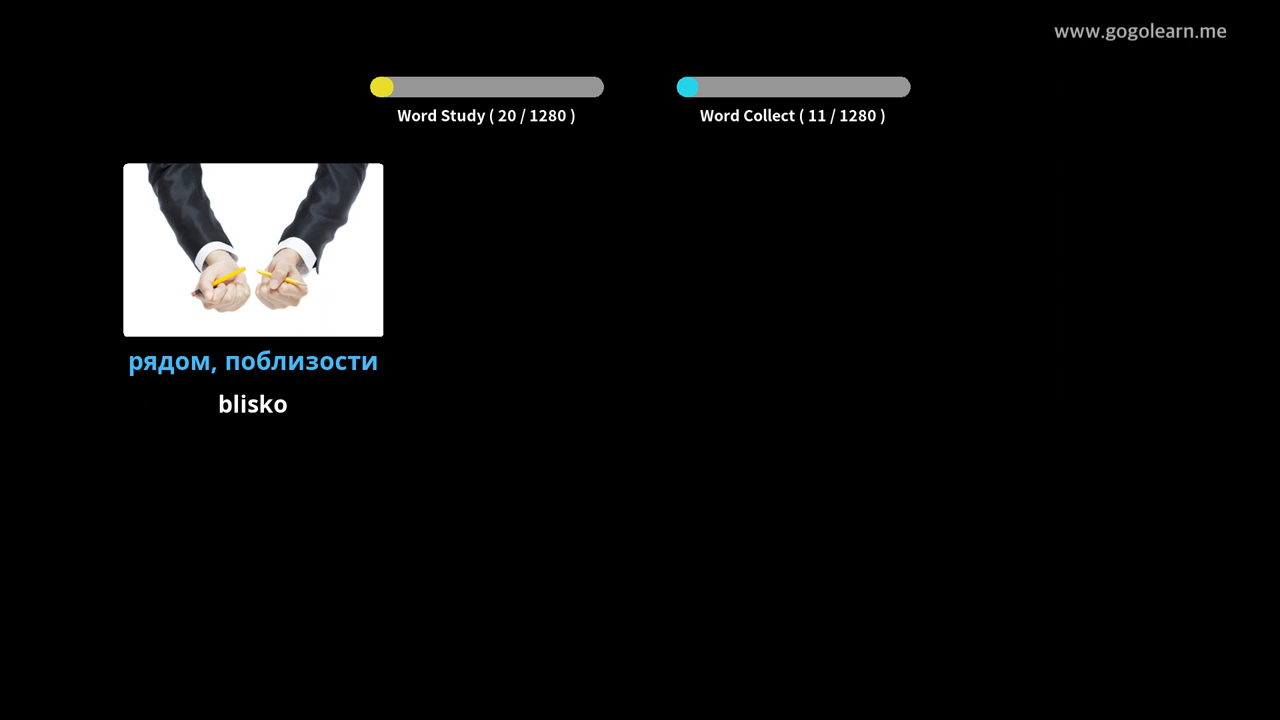 www.gogolearn.me
Word Study ( 20 / 1280 )
Word Collect ( 11 / 1280 )
рядом, поблизости
blisko